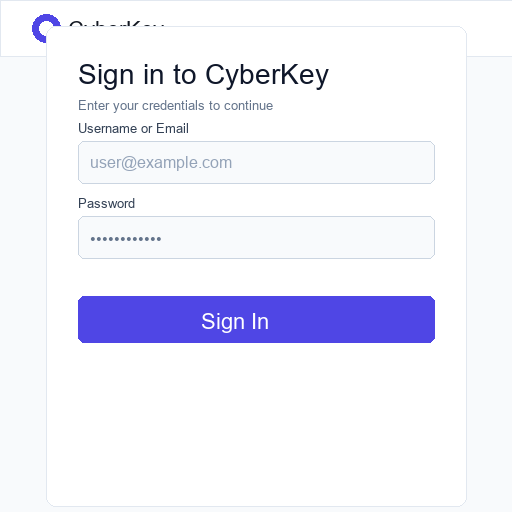 CyberKey
Sign in to CyberKey
Enter your credentials to continue
Username or Email
user@example.com
Password
••••••••••••
Sign In